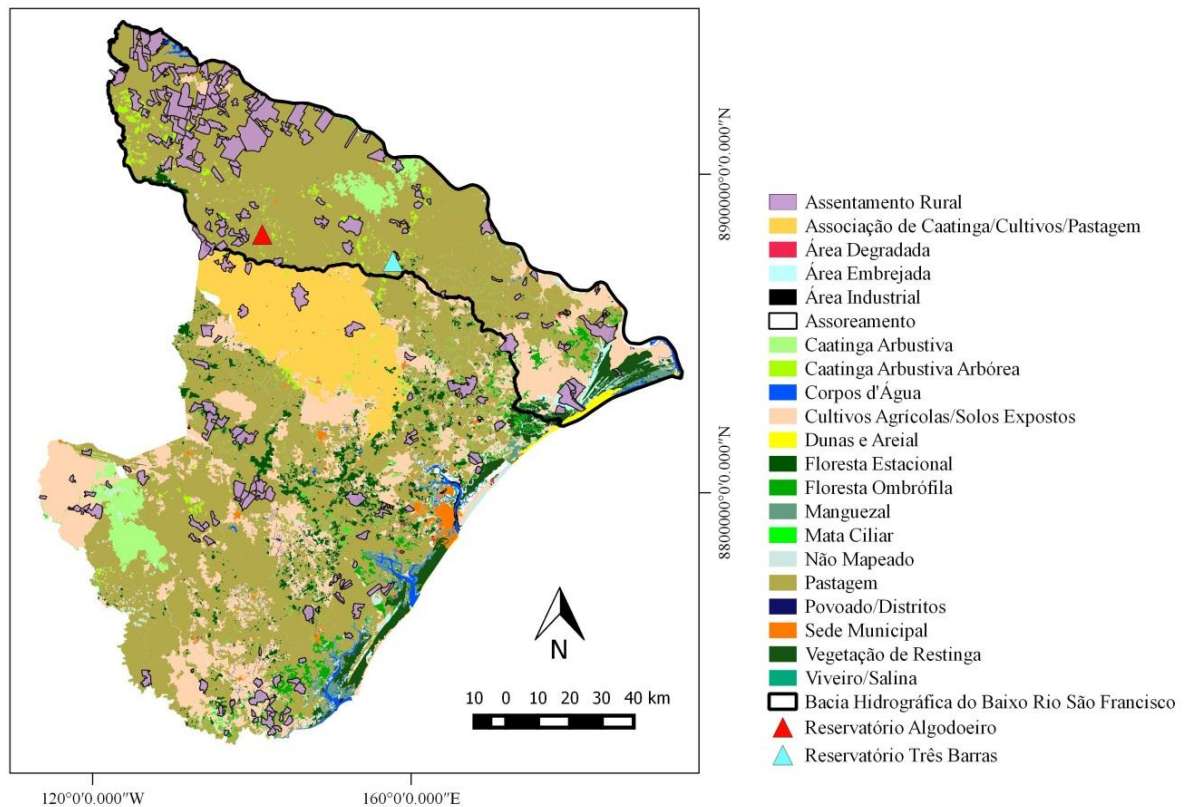 8900000°0'0.000"N
8800000°0'0.000"N
120°0'0.000"W
160°0'0.000"E
N
10 0 10 20 30 40 km
Assentamento Rural
Associação de Caatinga/Cultivos/Pastagem
Área Degradada
Área Embrejada
Área Industrial
Assoreamento
Caatinga Arbustiva
Caatinga Arbustiva Arbórea
Corpos d'Água
Cultivos Agrícolas/Solos Expostos
Dunas e Areial
Floresta Estacional
Floresta Ombrófila
Manguezal
Mata Ciliar
Não Mapeado
Pastagem
Povoado/Distritos
Sede Municipal
Vegetação de Restinga
Viveiro/Salina
Bacia Hidrográfica do Baixo Rio São Francisco
Reservatório Algodoeiro
Reservatório Três Barras